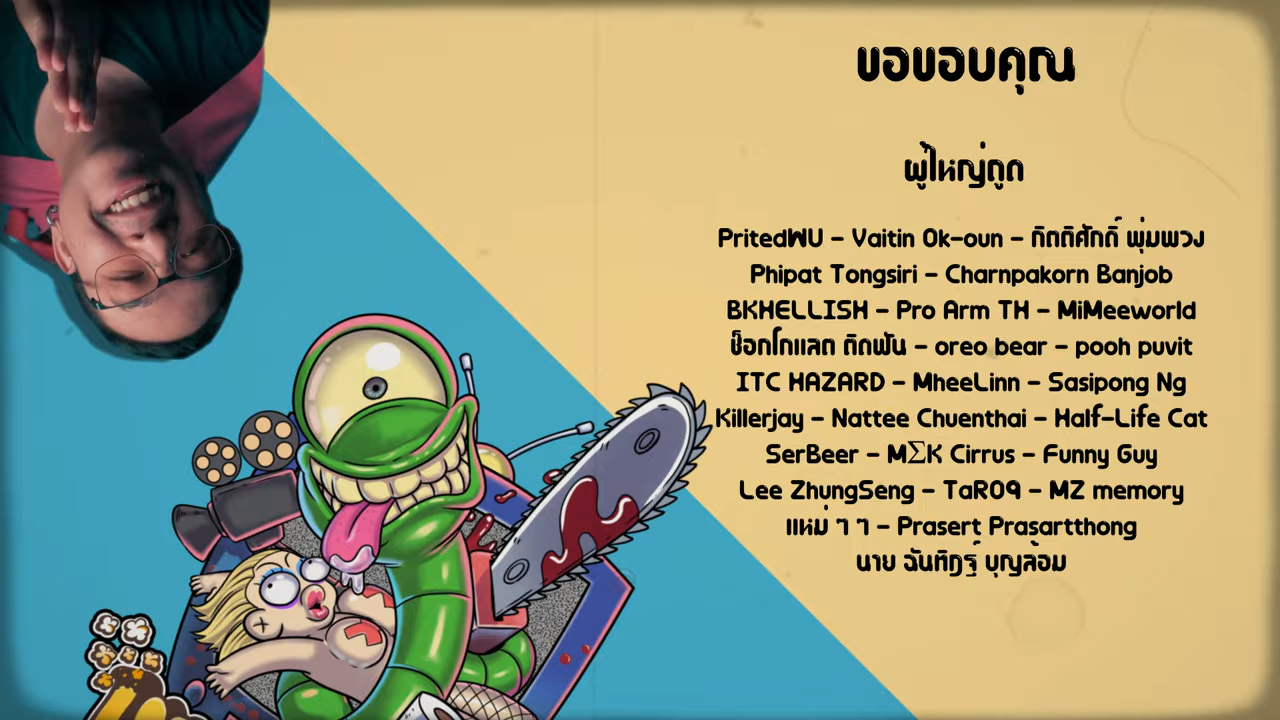 ขอขอบคุณ
ผู้ใหญ่ถูด
PritedWU - Vaitin Ok-oun - กิตติศักดิ์ พุ่มพวง
Phipat Tongsiri - Charnpakorn Banjob
BKHELLISH - Pro Arm TH - MiMeeworld
ช็อกโกแลต ติดฟัน - oreo bear - pooh puvit
ITC HAZARD - MheeLinn - Sasipong Ng
Killerjay - Nattee Chuenthai - Half-Life Cat
SerBeer - MΣK Cirrus - Funny Guy
Lee ZhungSeng - TaRO9 - MZ memory
แหม่ ๆ ๆ - Prasert Prasartthong
นาย ฉันทิฏฐ์ บุญล้อม